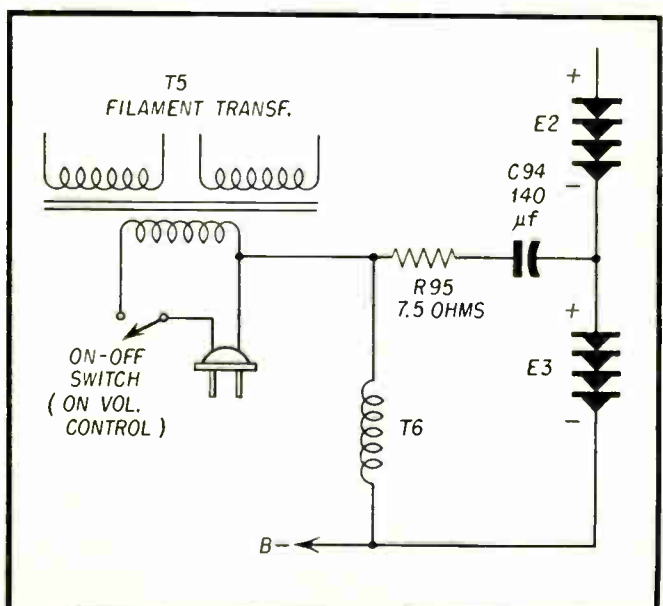 T5
FILAMENT TRANSF.
+
E2
C94
140
μf
−
R95
7.5 OHMS
+
ON-OFF
SWITCH
( ON VOL.
CONTROL )
E3
T6
−
B−